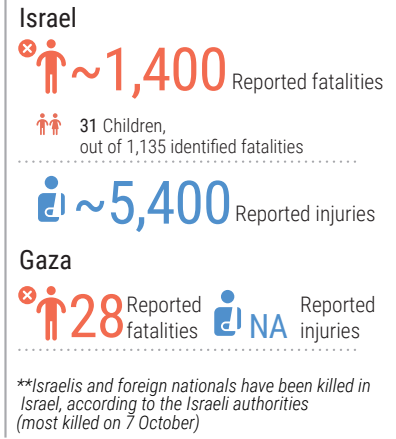 Israel
~1,400 Reported fatalities
31 Children,
out of 1,135 identified fatalities
~5,400 Reported injuries
Gaza
28 Reported fatalities NA Reported injuries
**Israelis and foreign nationals have been killed in
Israel, according to the Israeli authorities
(most killed on 7 October)